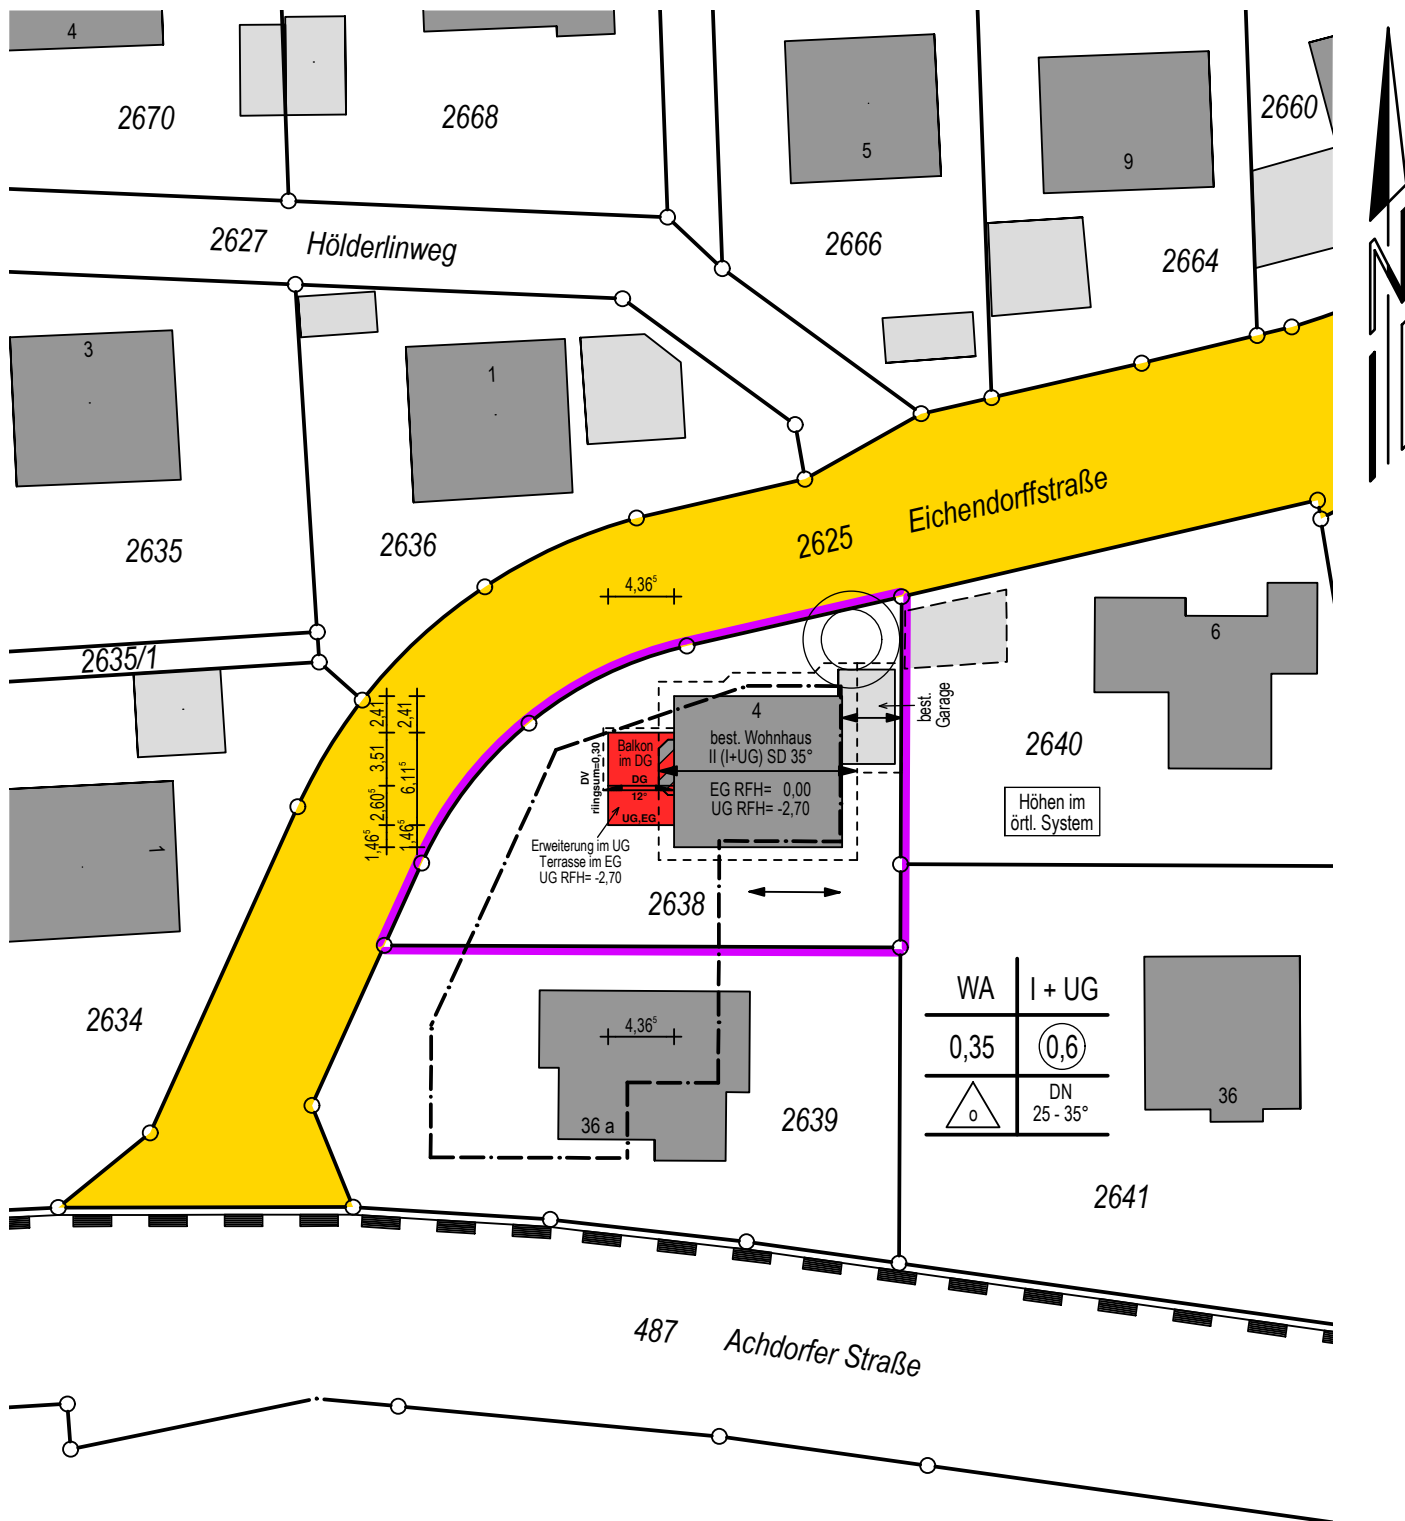 4
2670
2668
5
9
2660
2627 Hölderlinweg
2666
2664
N
3
1
2635
2636
2625 Eichendorffstraße
4,36⁵
2635/1
6
2,41
2,41
3,51
6,11⁵
2,60⁵
1,46⁵
1,46⁵
4
best. Wohnhaus
II (I+UG) SD 35°
EG RFH= 0,00
UG RFH= -2,70
best.
Garage
Balkon
im DG
DG
12°
UG,EG
DV
riingsum=0,30
Erweiterung im UG
Terrasse im EG
UG RFH= -2,70
2640
Höhen im
örtl. System
1
2638
2634
4,36⁵
36 a
2639
WA I + UG
0,35 0,6
o DN
25 - 35°
36
2641
487 Achdorfer Straße